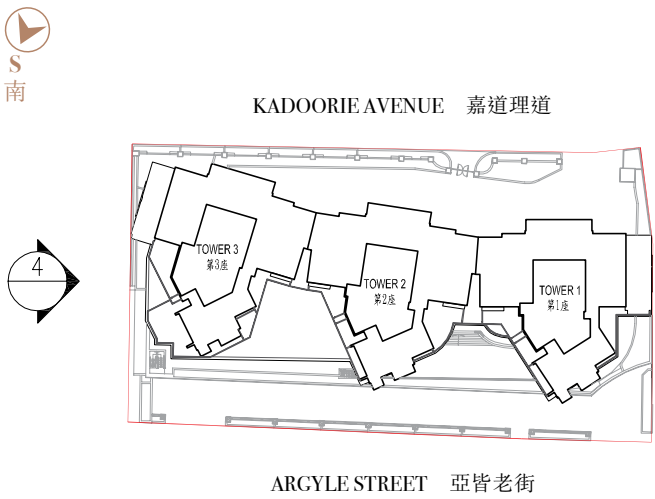 S
南
KADOORIE AVENUE 嘉道理道
TOWER 3
第3座
TOWER 2
第2座
TOWER 1
第1座
4
ARGYLE STREET 亞皆老街